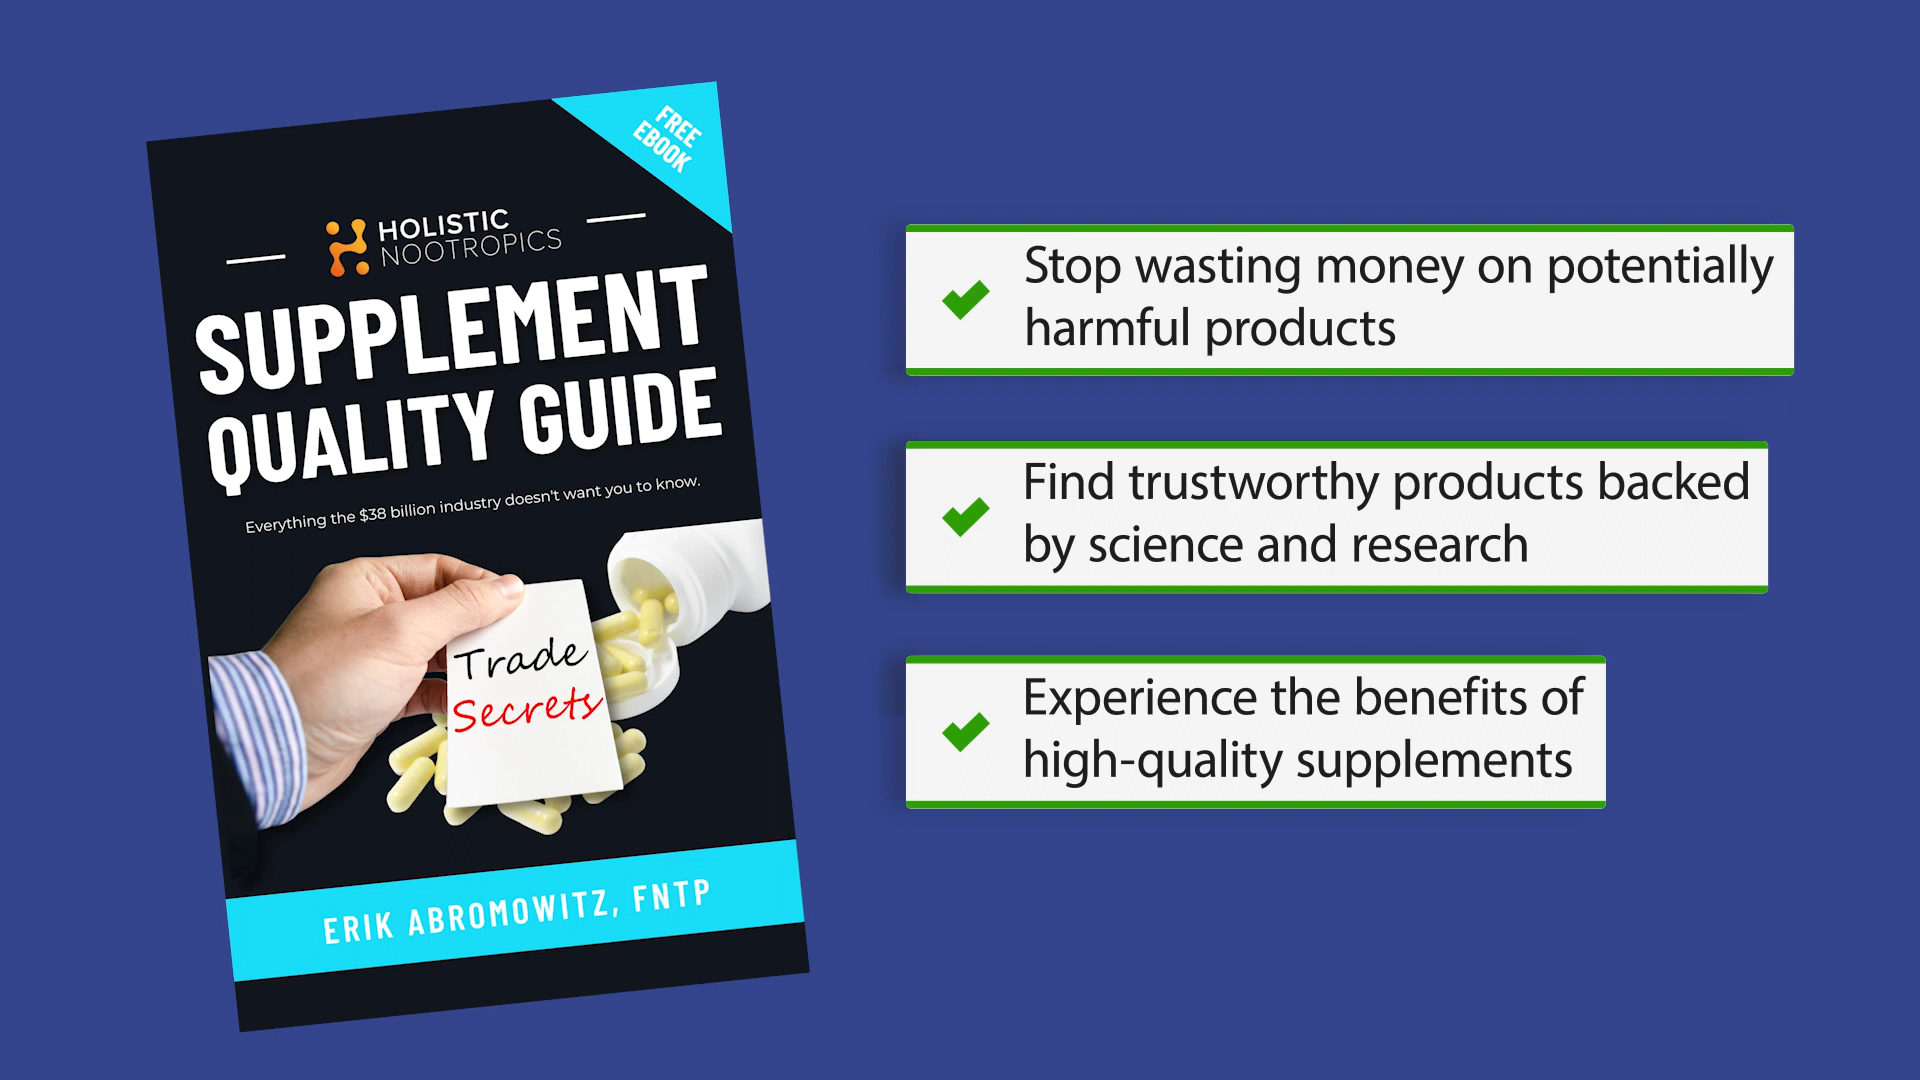 FREE
EBOOK
HOLISTIC
NOOTROPICS
SUPPLEMENT
QUALITY GUIDE
Everything the $38 billion industry doesn't want you to know.
Trade
Secrets
ERIK ABROMOWITZ, FNTP
Stop wasting money on potentially
harmful products
Find trustworthy products backed
by science and research
Experience the benefits of
high-quality supplements